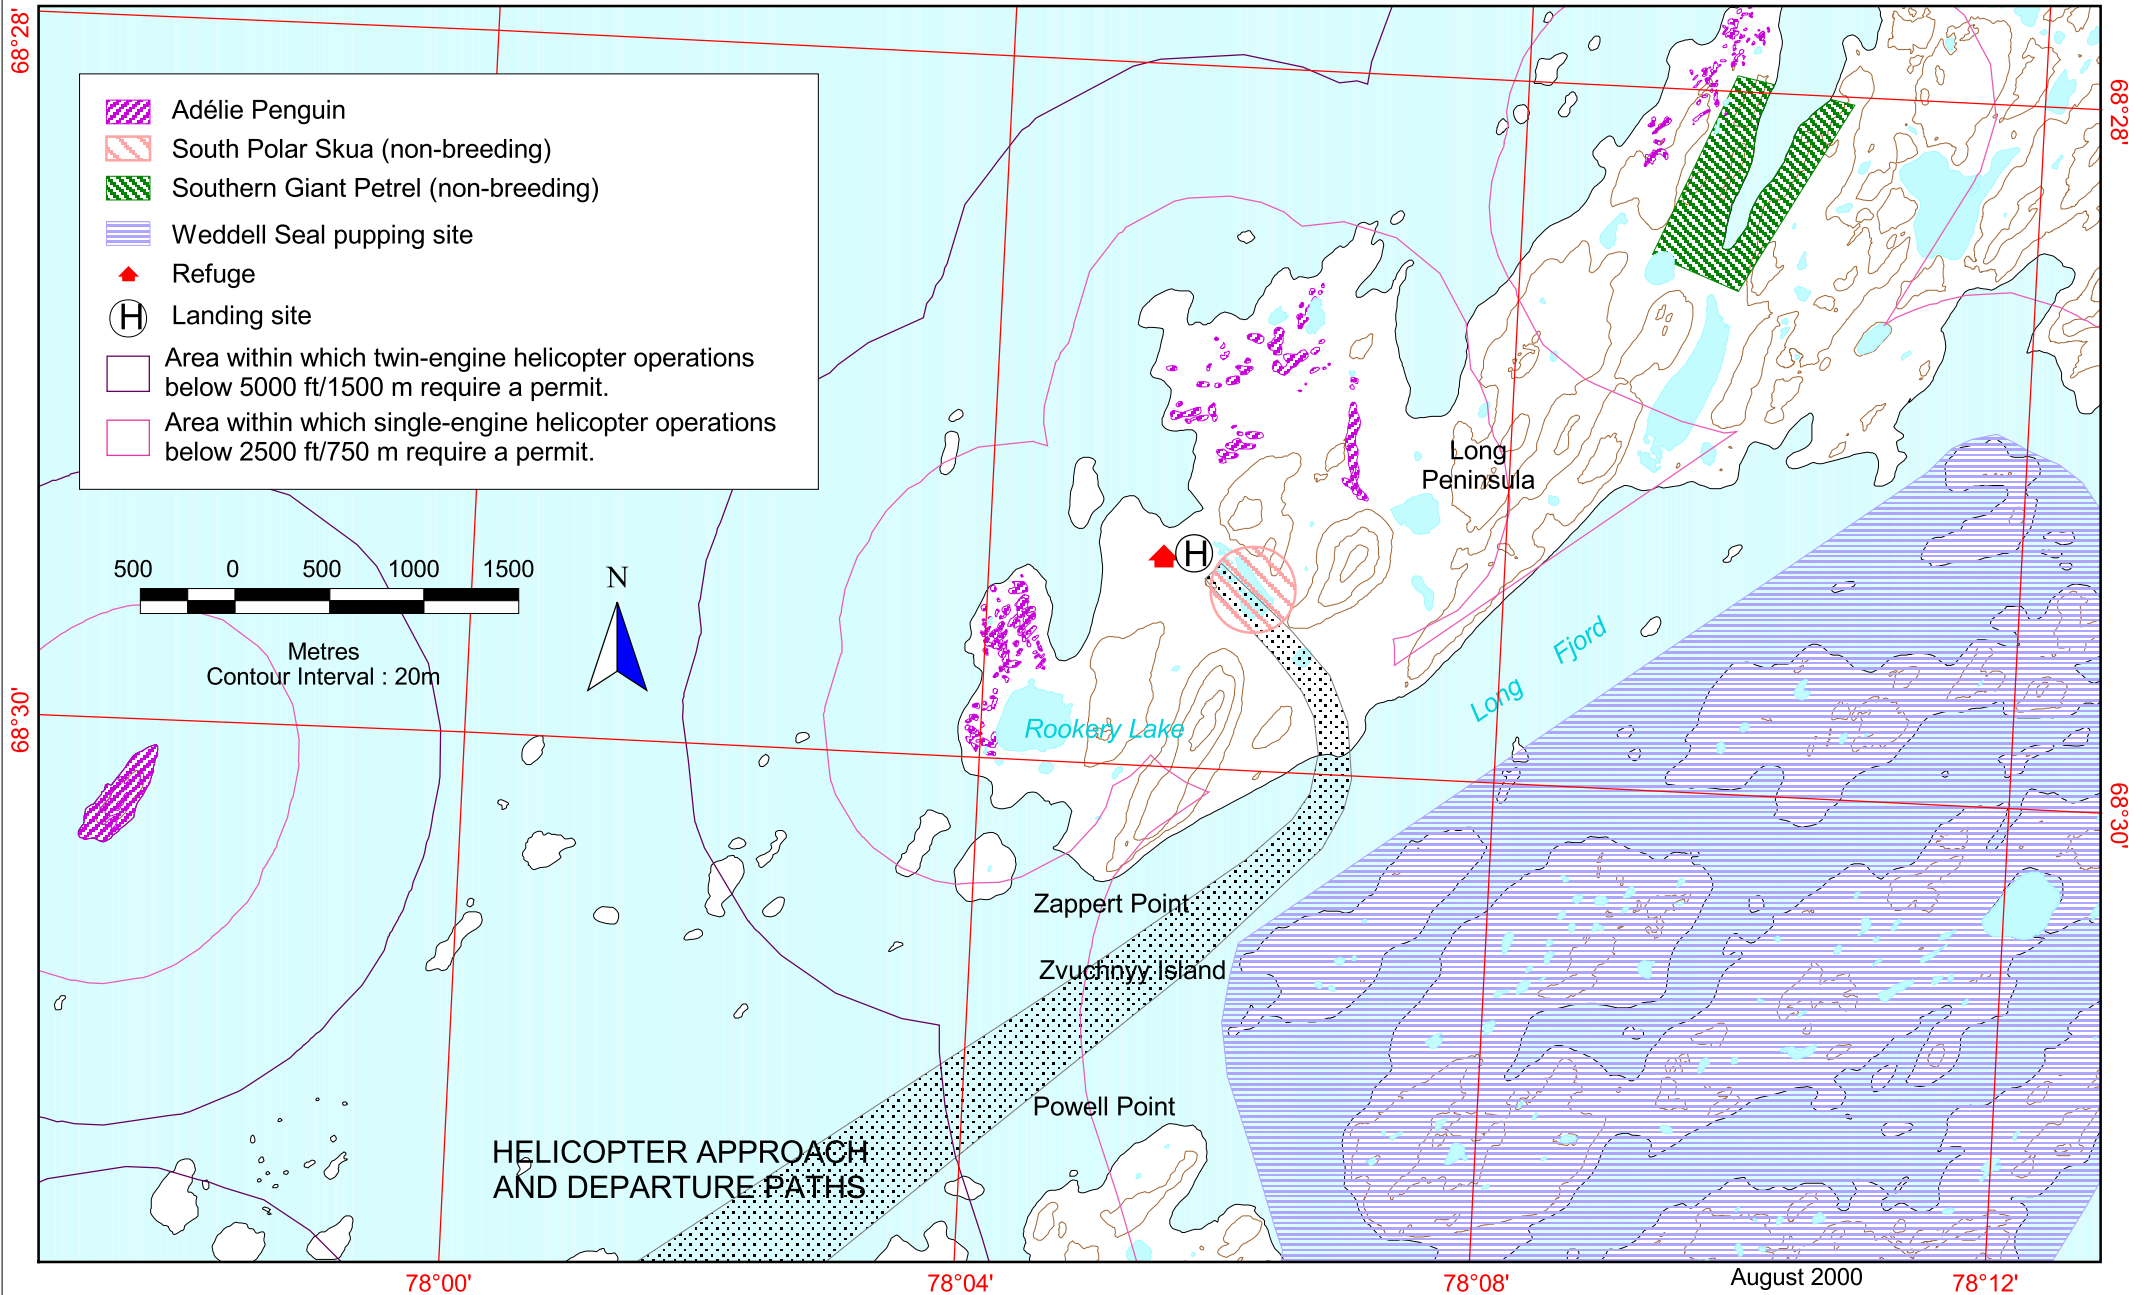 68°28'
68°28'
Adélie Penguin
South Polar Skua (non-breeding)
Southern Giant Petrel (non-breeding)
Weddell Seal pupping site
Refuge
H
Landing site
Area within which twin-engine helicopter operations
below 5000 ft/1500 m require a permit.
Area within which single-engine helicopter operations
below 2500 ft/750 m require a permit.
500 0 500 1000 1500
Metres
Contour Interval : 20m
N
Long
Peninsula
H
Long Fjord
Rookery Lake
68°30'
68°30'
Zappert Point
Zvuchnyy Island
Powell Point
HELICOPTER APPROACH
AND DEPARTURE PATHS
78°00' 78°04' 78°08' 78°12'
August 2000